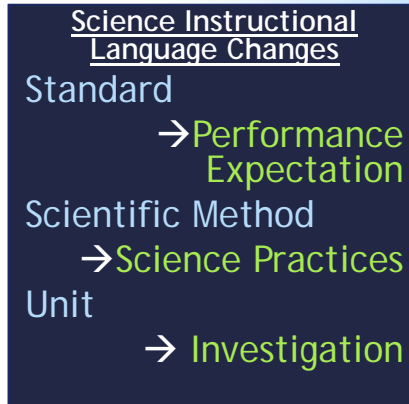 Science Instructional
Language Changes
Standard
→Performance
Expectation
Scientific Method
→Science Practices
Unit
→ Investigation